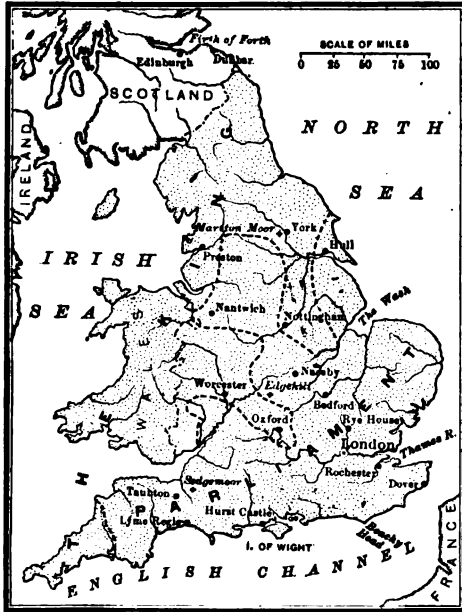 Firth of Forth
Edinburgh
Dunbar
SCALE OF MILES
0 25 50 75 100
SCOTLAND
IRELAND
NORTH
SEA
Marston Moor
York
Hull
Preston
IRISH
SEA
Nantwich
Nottingham
The Wash
WALES
Naseby
Worcester
Edgehill
Bedford
Oxford
Rye House
London
Thames R.
Rochester
Dover
Sedgemoor
Taunton
Lyme Regis
Hurst Castle
PARLIAMENT
Beachy
Head
I. OF WIGHT
FRANCE
ENGLISH CHANNEL